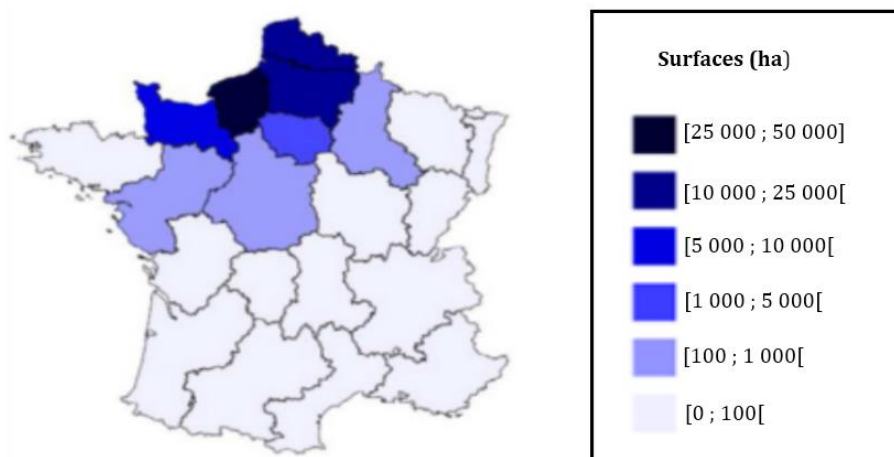 Surfaces (ha)
[25 000 ; 50 000]
[10 000 ; 25 000[
[5 000 ; 10 000[
[1 000 ; 5 000[
[100 ; 1 000[
[0 ; 100[